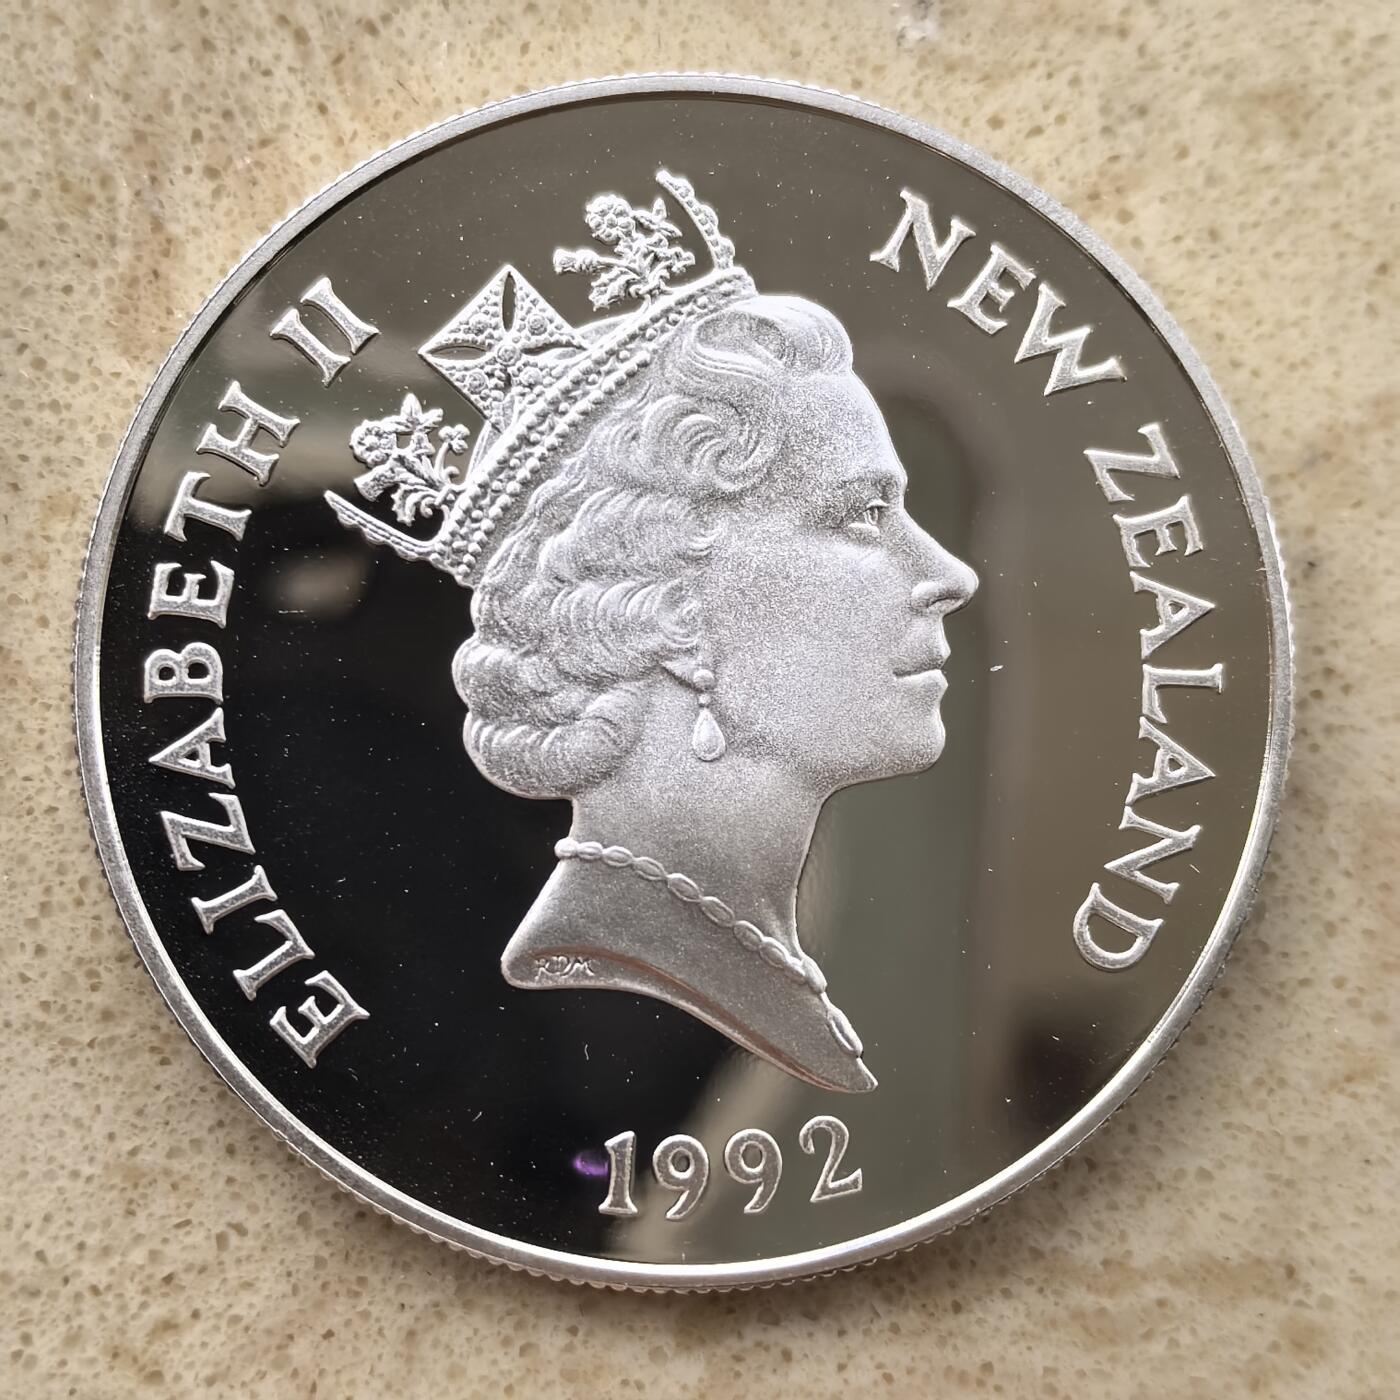 ELIZABETH II
NEW ZEALAND
RDM
1992